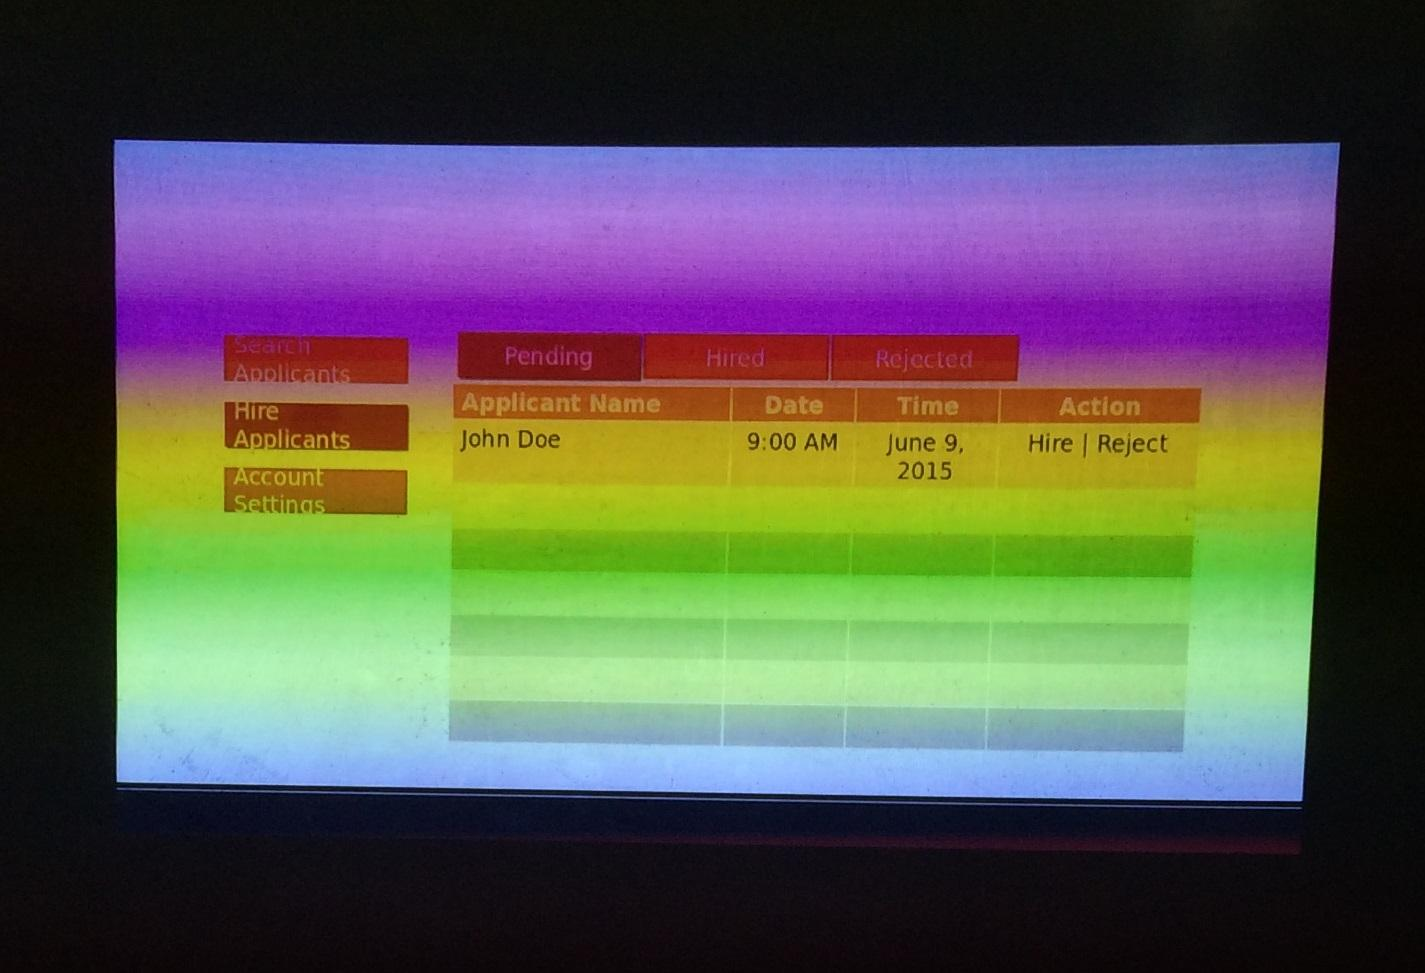 Search
Applicants
Hire
Applicants
Account
Settings
Pending Hired Rejected
Applicant Name Date Time Action
John Doe 9:00 AM June 9, Hire | Reject
2015